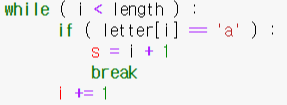 while ( i < length ) :
if ( letter[i] == 'a' ) :
s = i + 1
break
i += 1